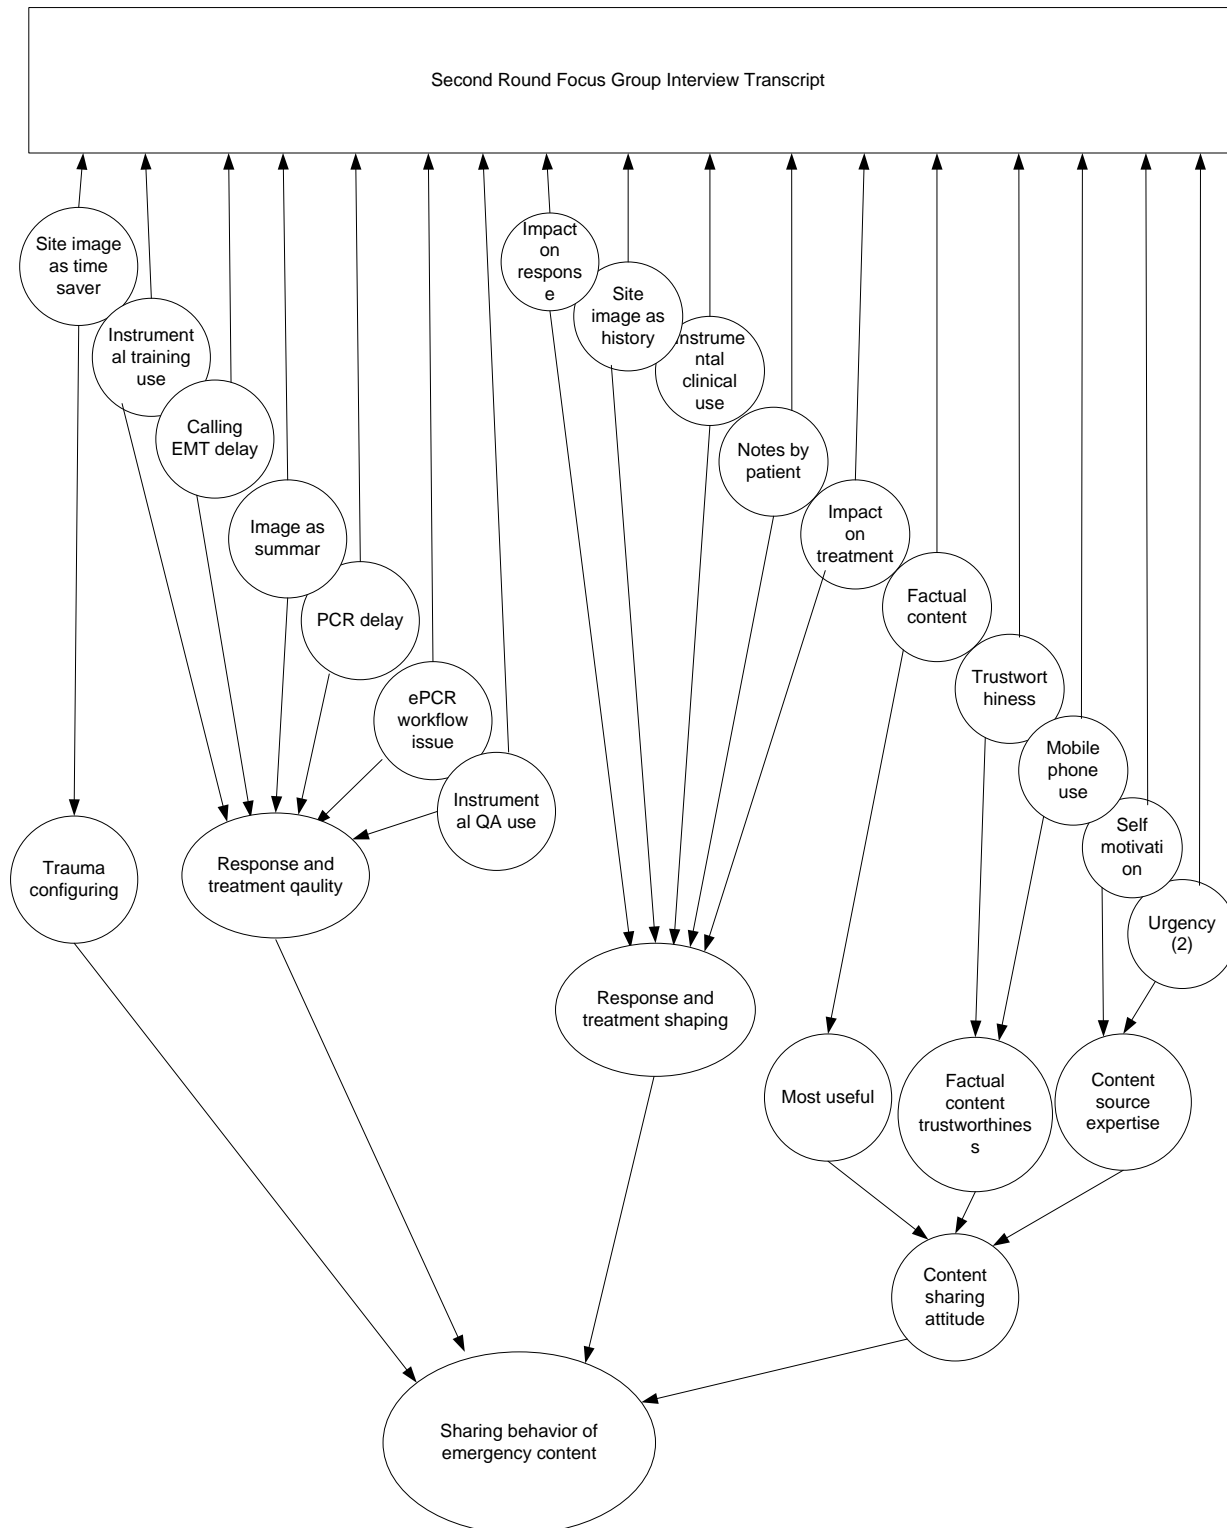 Second Round Focus Group Interview Transcript
Site image
as time
saver
Instrument
al training
use
Calling
EMT delay
Image as
summar
PCR delay
ePCR
workflow
issue
Instrument
al QA use
Impact
on
respons
e
Site
image as
history
Instrume
ntal
clinical
use
Notes by
patient
Impact
on
treatment
Factual
content
Trustwort
hiness
Mobile
phone
use
Self
motivati
on
Urgency
(2)
Trauma
configuring
Response and
treatment qaulity
Response and
treatment shaping
Most useful
Factual
content
trustworthines
s
Content
source
expertise
Content
sharing
attitude
Sharing behavior of
emergency content